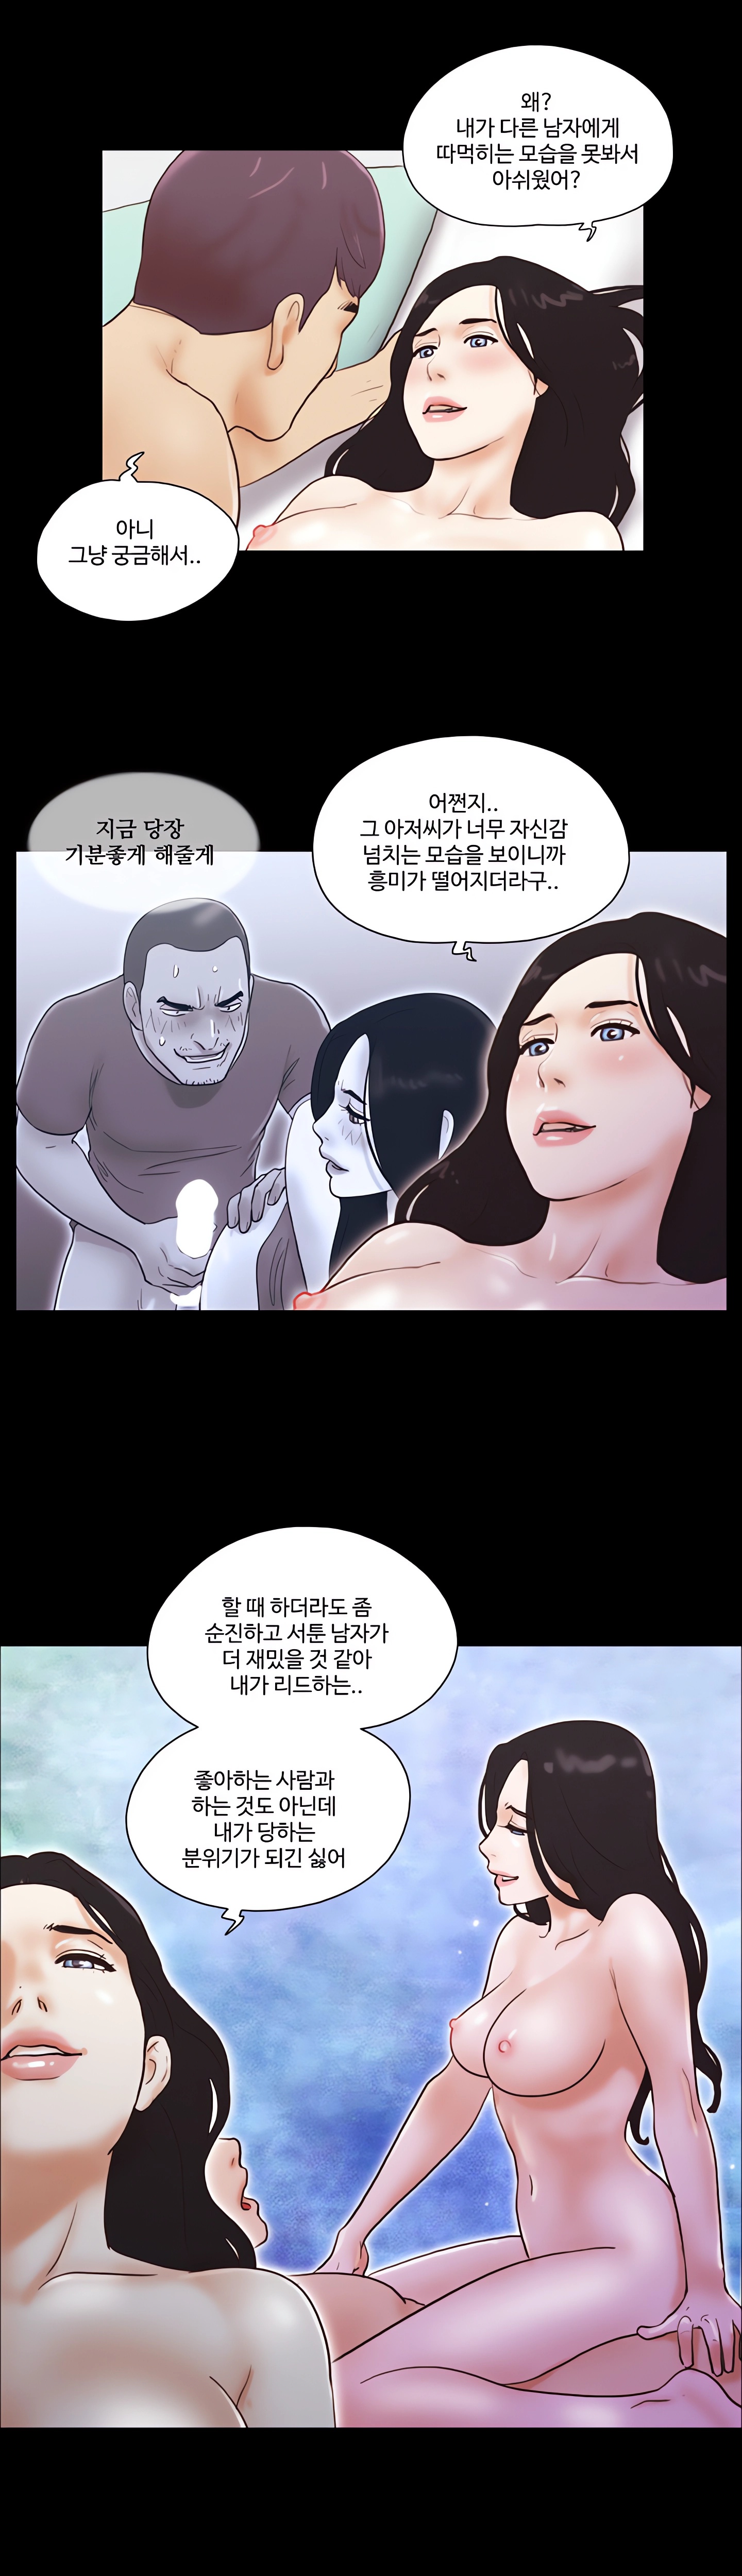 왜?
내가 다른 남자에게
따먹히는 모습을 못봐서
아쉬웠어?
아니
그냥 궁금해서..
지금 당장
기분좋게 해줄게
어쩐지..
그 아저씨가 너무 자신감
넘치는 모습을 보이니까
흥미가 떨어지더라구..
할 때 하더라도 좀
순진하고 서툰 남자가
더 재밌을 것 같아
내가 리드하는..
좋아하는 사람과
하는 것도 아닌데
내가 당하는
분위기가 되긴 싫어